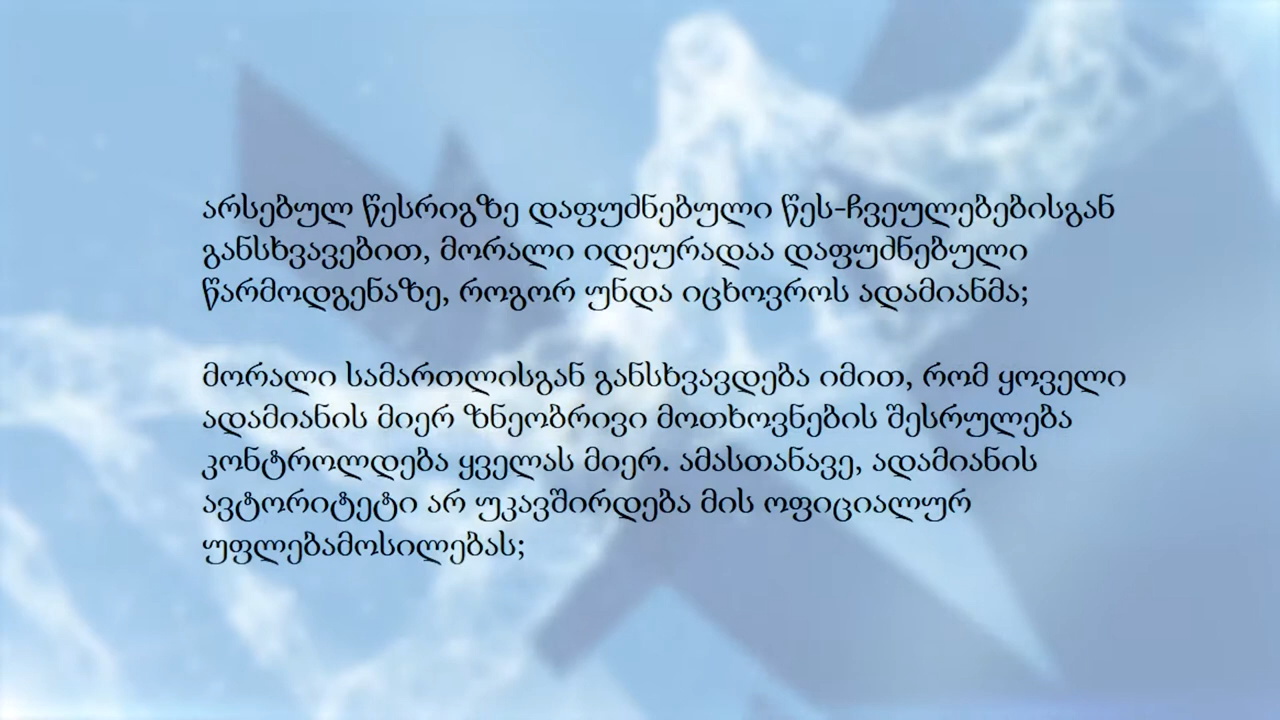 არსებულ წესრიგზე დაფუძნებული წეს-ჩვეულებებისგან
განსხვავებით, მორალი იდეურადაა დაფუძნებული
წარმოდგენაზე, როგორ უნდა იცხოვროს ადამიანმა;
მორალი სამართლისგან განსხვავდება იმით, რომ ყოველი
ადამიანის მიერ ზნეობრივი მოთხოვნების შესრულება
კონტროლდება ყველას მიერ. ამასთანავე, ადამიანის
ავტორიტეტი არ უკავშირდება მის ოფიციალურ
უფლებამოსილებას;